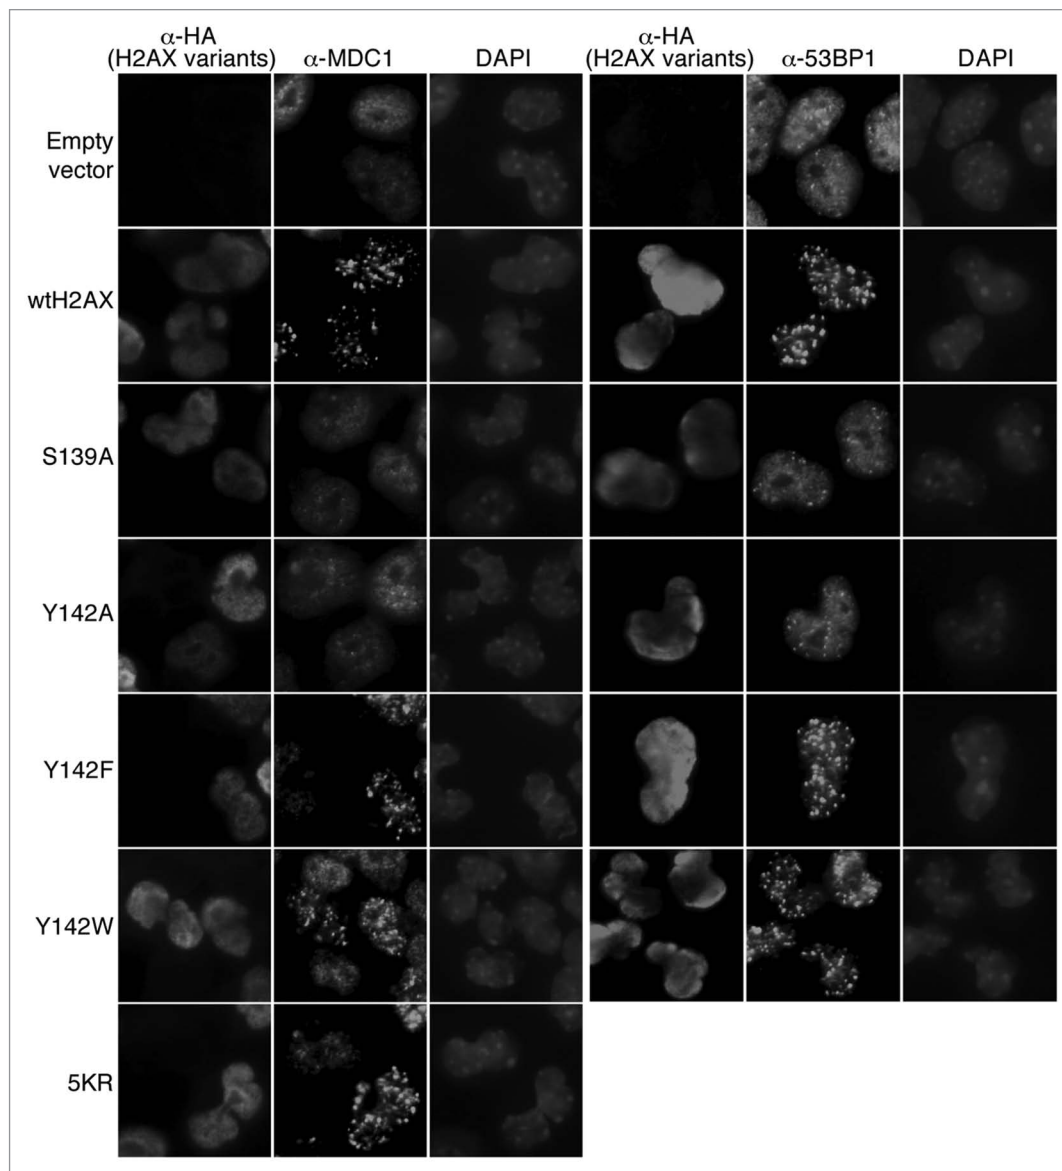 α-HA
(H2AX variants)
α-MDC1
DAPI
α-HA
(H2AX variants)
α-53BP1
DAPI
Empty
vector
wtH2AX
S139A
Y142A
Y142F
Y142W
5KR